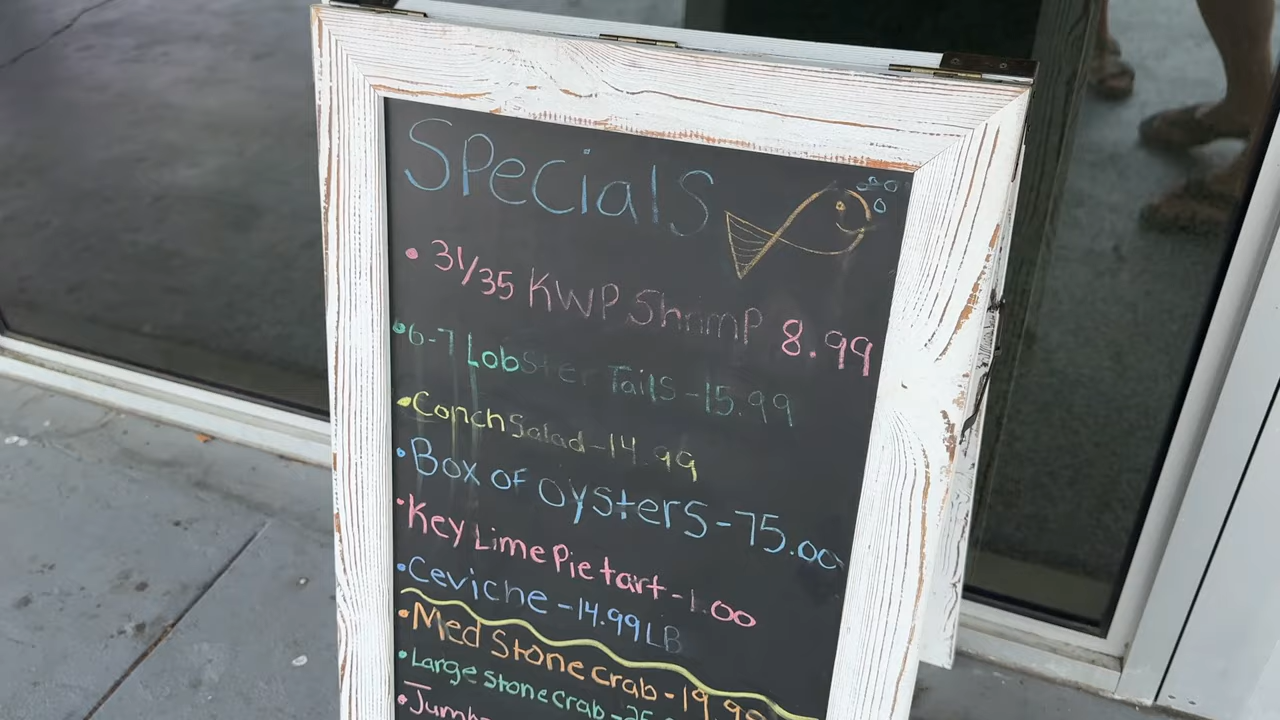 Specials
• 31/35 KWP Shrimp 8.99
• 6-7 Lobster Tails - 15.99
• Conch Salad - 14.99
• Box of oysters - 75.00
• Key Lime Pie tart - 1.00
• Ceviche - 14.99 LB
• Med Stone crab - 19.99
• Large stone crab -